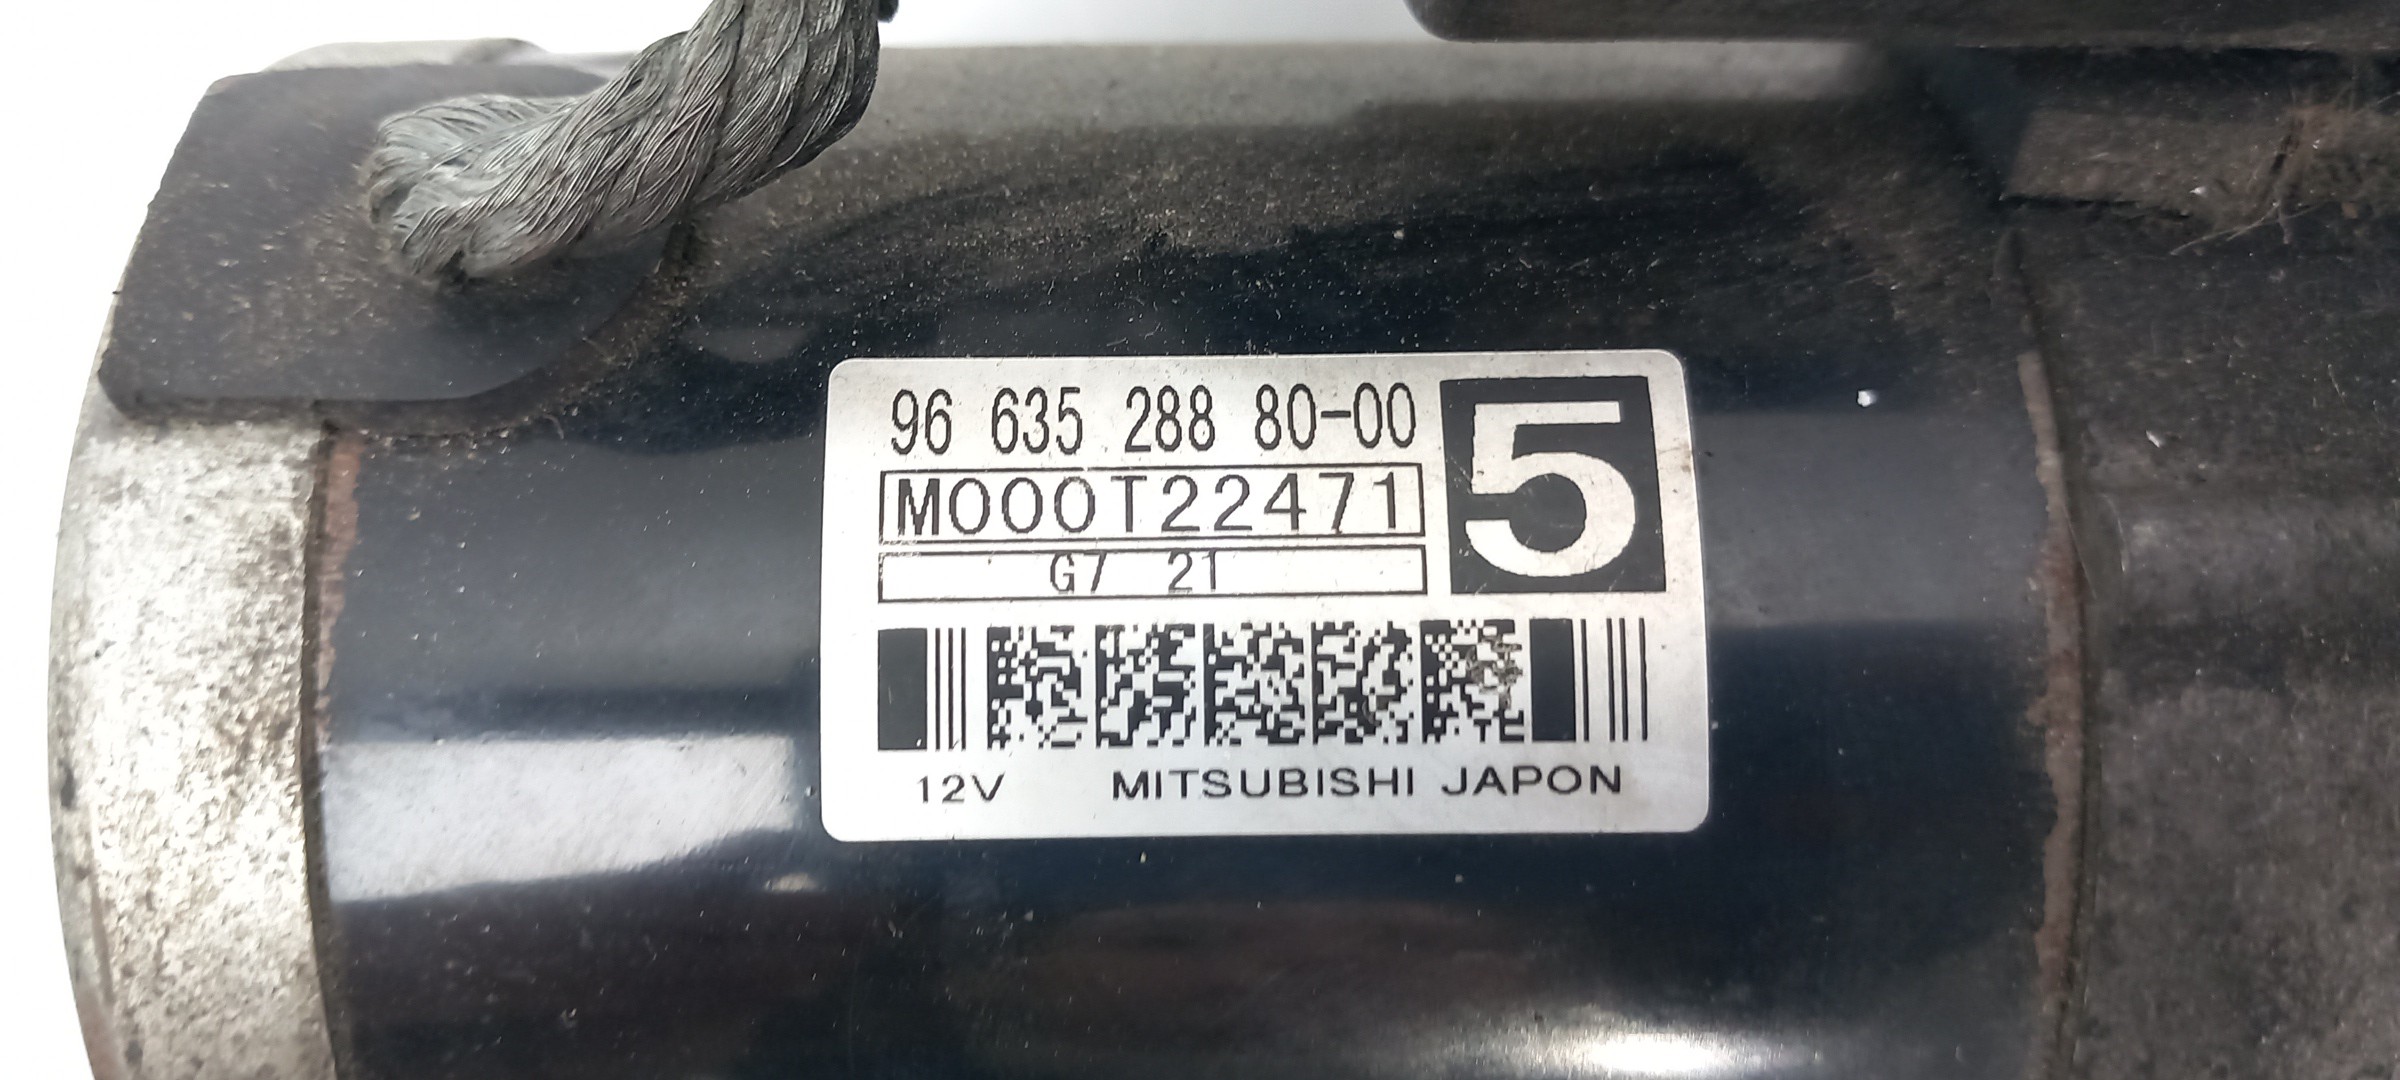 96 635 288 80-00
5
M000T22471
G7 21
12V MITSUBISHI JAPON